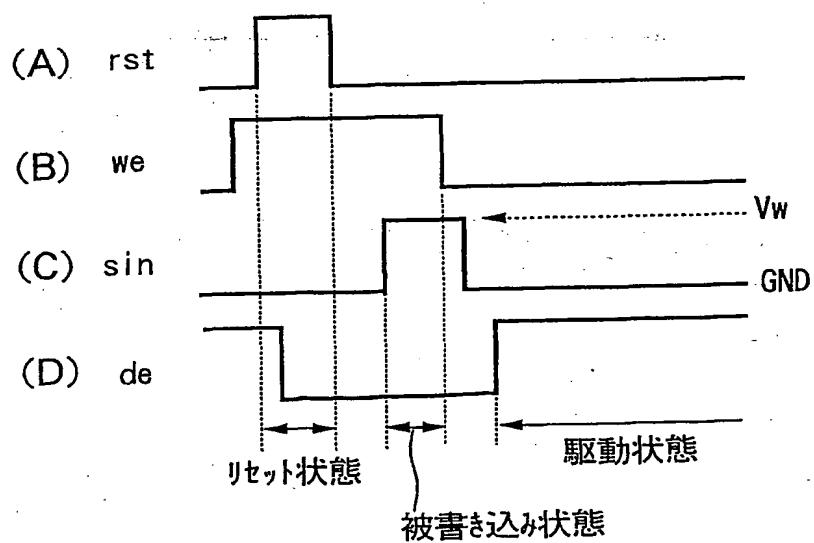 (A) rst
(B) we
Vw
(C) sin
GND
(D) de
リセット状態
駆動状態
被書き込み状態